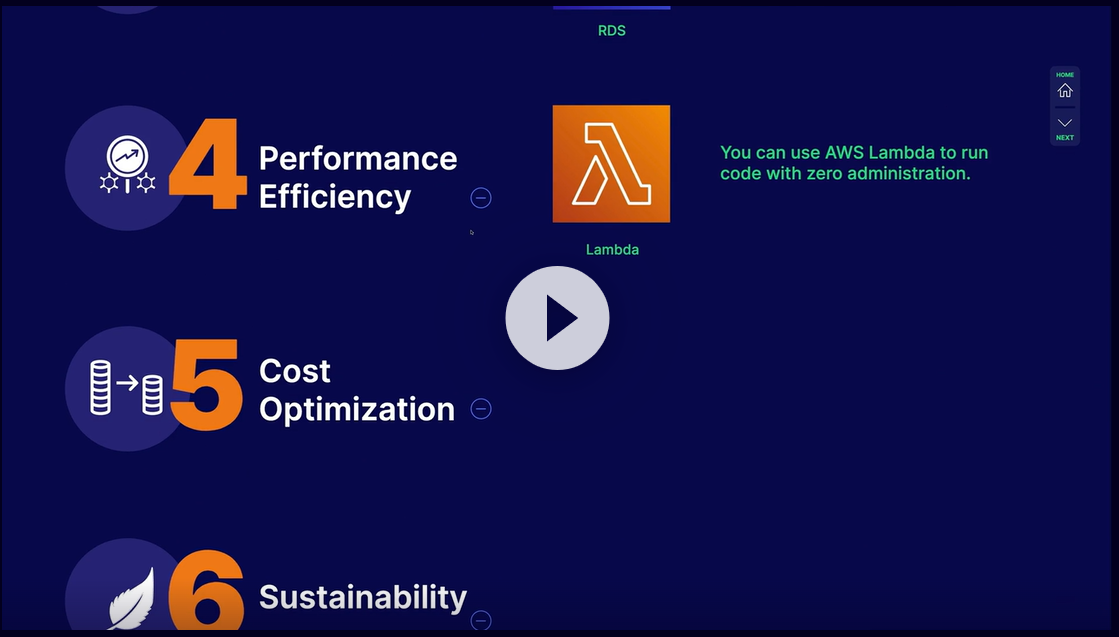 RDS
HOME
NEXT
4
Performance
Efficiency
Lambda
You can use AWS Lambda to run
code with zero administration.
5
Cost
Optimization
6
Sustainability